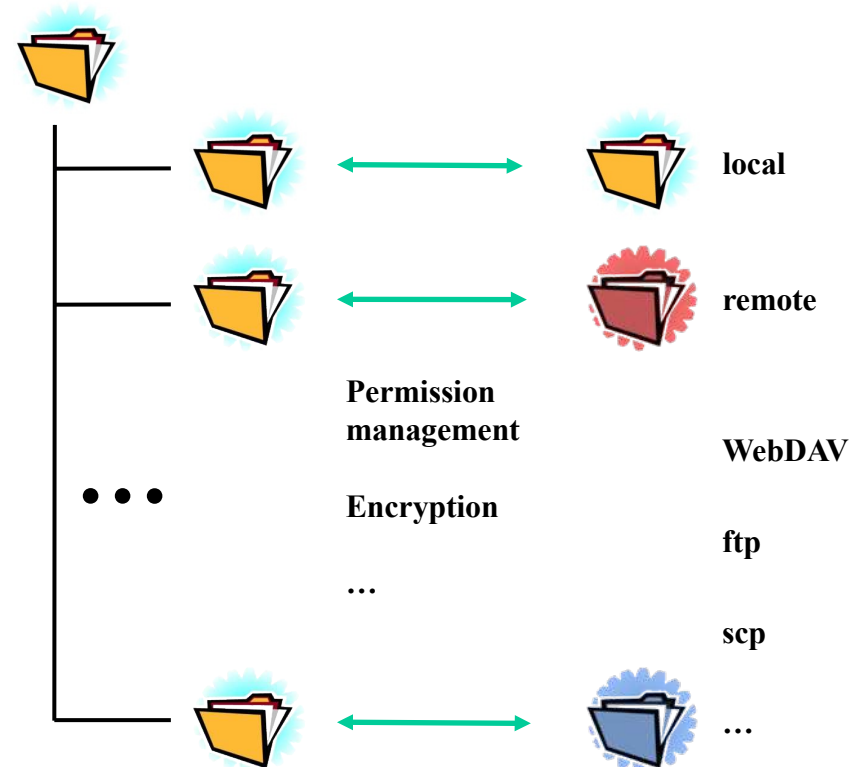 local
remote
Permission
management
WebDAV
Encryption
ftp
…
scp
…